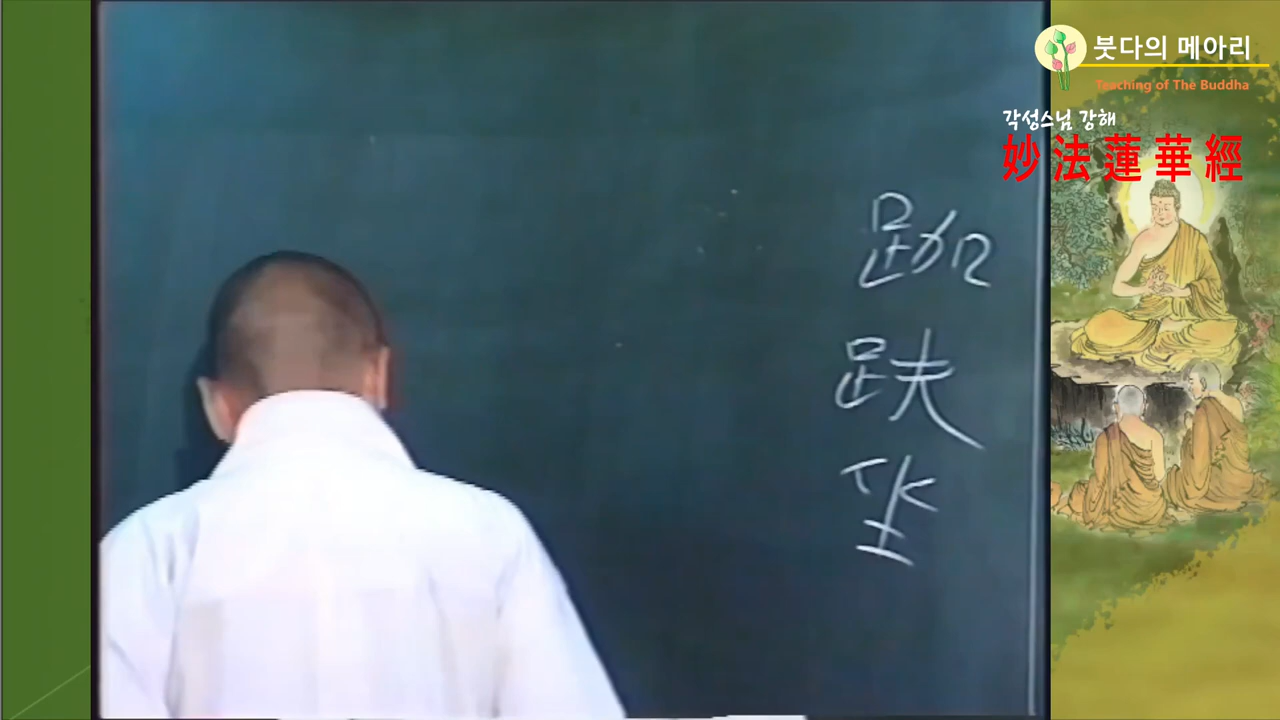 붓다의 메아리
Teaching of The Buddha
각성스님 강해
妙法蓮華經
跏
趺
坐